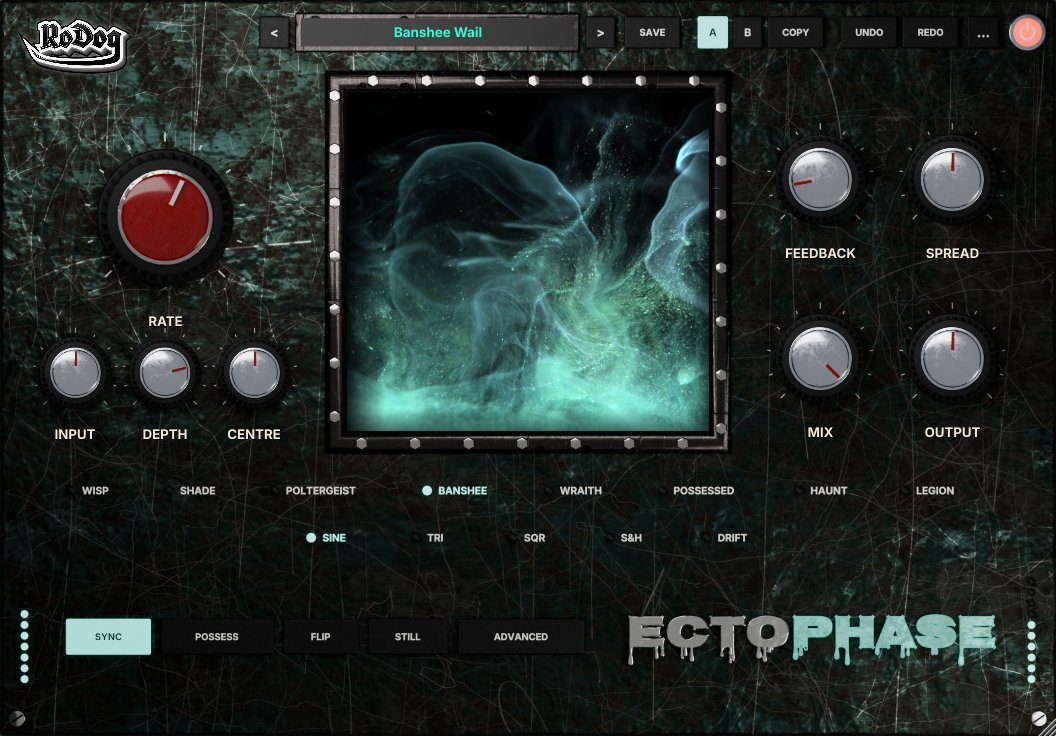 RoDog
<
Banshee Wail
>
SAVE
A
B
COPY
UNDO
REDO
...
RATE
INPUT
DEPTH
CENTRE
FEEDBACK
SPREAD
MIX
OUTPUT
WISP
SHADE
POLTERGEIST
BANSHEE
WRAITH
POSSESSED
HAUNT
LEGION
SINE
TRI
SQR
S&H
DRIFT
SYNC
POSSESS
FLIP
STILL
ADVANCED
ECTOPHASE